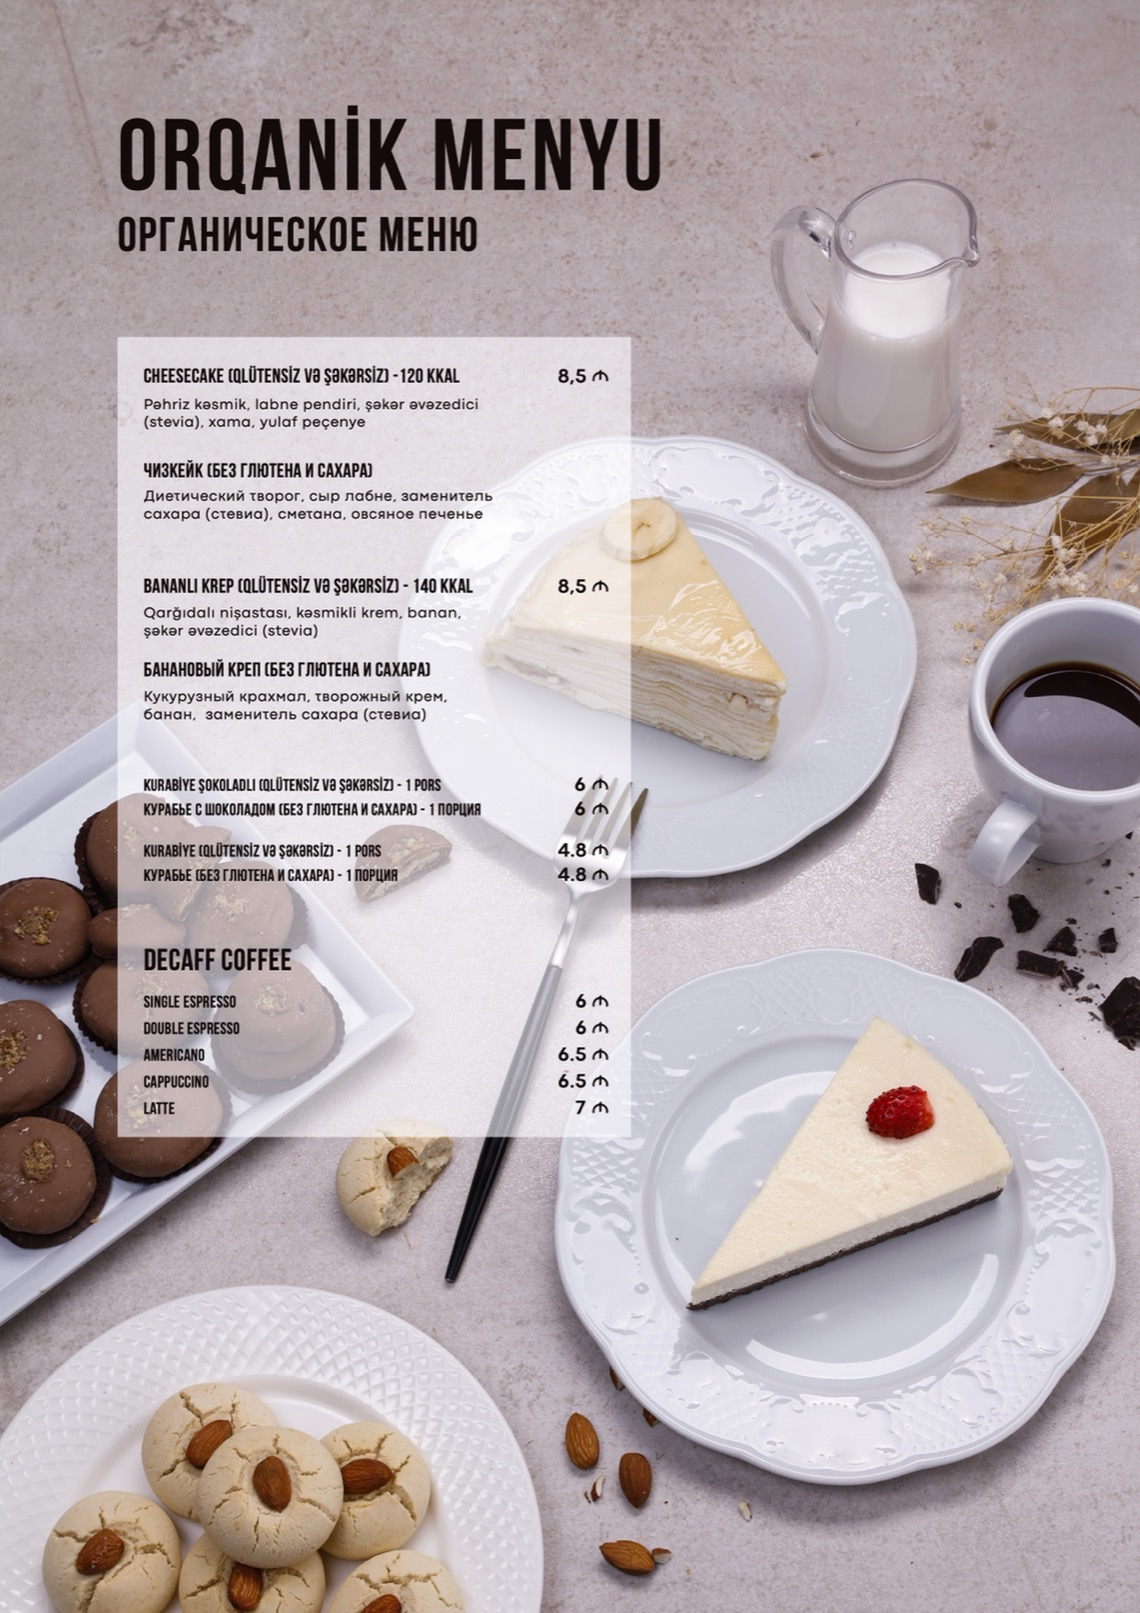 ORQANİK MENYU
ОРГАНИЧЕСКОЕ МЕНЮ
CHEESECAKE (QLÜTENSİZ VƏ ŞƏKƏRSİZ) -120 KKAL 8,5 ₼
Pəhriz kəsmik, labne pendiri, şəkər əvəzedici
(stevia), xama, yulaf peçenye
ЧИЗКЕЙК (БЕЗ ГЛЮТЕНА И САХАРА)
Диетический творог, сыр лабне, заменитель
сахара (стевиа), сметана, овсяное печенье
BANANLI KREP (QLÜTENSİZ VƏ ŞƏKƏRSİZ) - 140 KKAL 8,5 ₼
Qarğıdalı nişastası, kəsmikli krem, banan,
şəkər əvəzedici (stevia)
БАНАНОВЫЙ КРЕП (БЕЗ ГЛЮТЕНА И САХАРА)
Кукурузный крахмал, творожный крем,
банан, заменитель сахара (стевиа)
KURABİYE ŞOKOLADLI (QLÜTENSİZ VƏ ŞƏKƏRSİZ) - 1 PORS 6 ₼
КУРАБЬЕ С ШОКОЛАДОМ (БЕЗ ГЛЮТЕНА И САХАРА) - 1 ПОРЦИЯ 6 ₼
KURABİYE (QLÜTENSİZ VƏ ŞƏKƏRSİZ) - 1 PORS 4.8 ₼
КУРАБЬЕ (БЕЗ ГЛЮТЕНА И САХАРА) - 1 ПОРЦИЯ 4.8 ₼
DECAFF COFFEE
SINGLE ESPRESSO 6 ₼
DOUBLE ESPRESSO 6 ₼
AMERICANO 6.5 ₼
CAPPUCCINO 6.5 ₼
LATTE 7 ₼